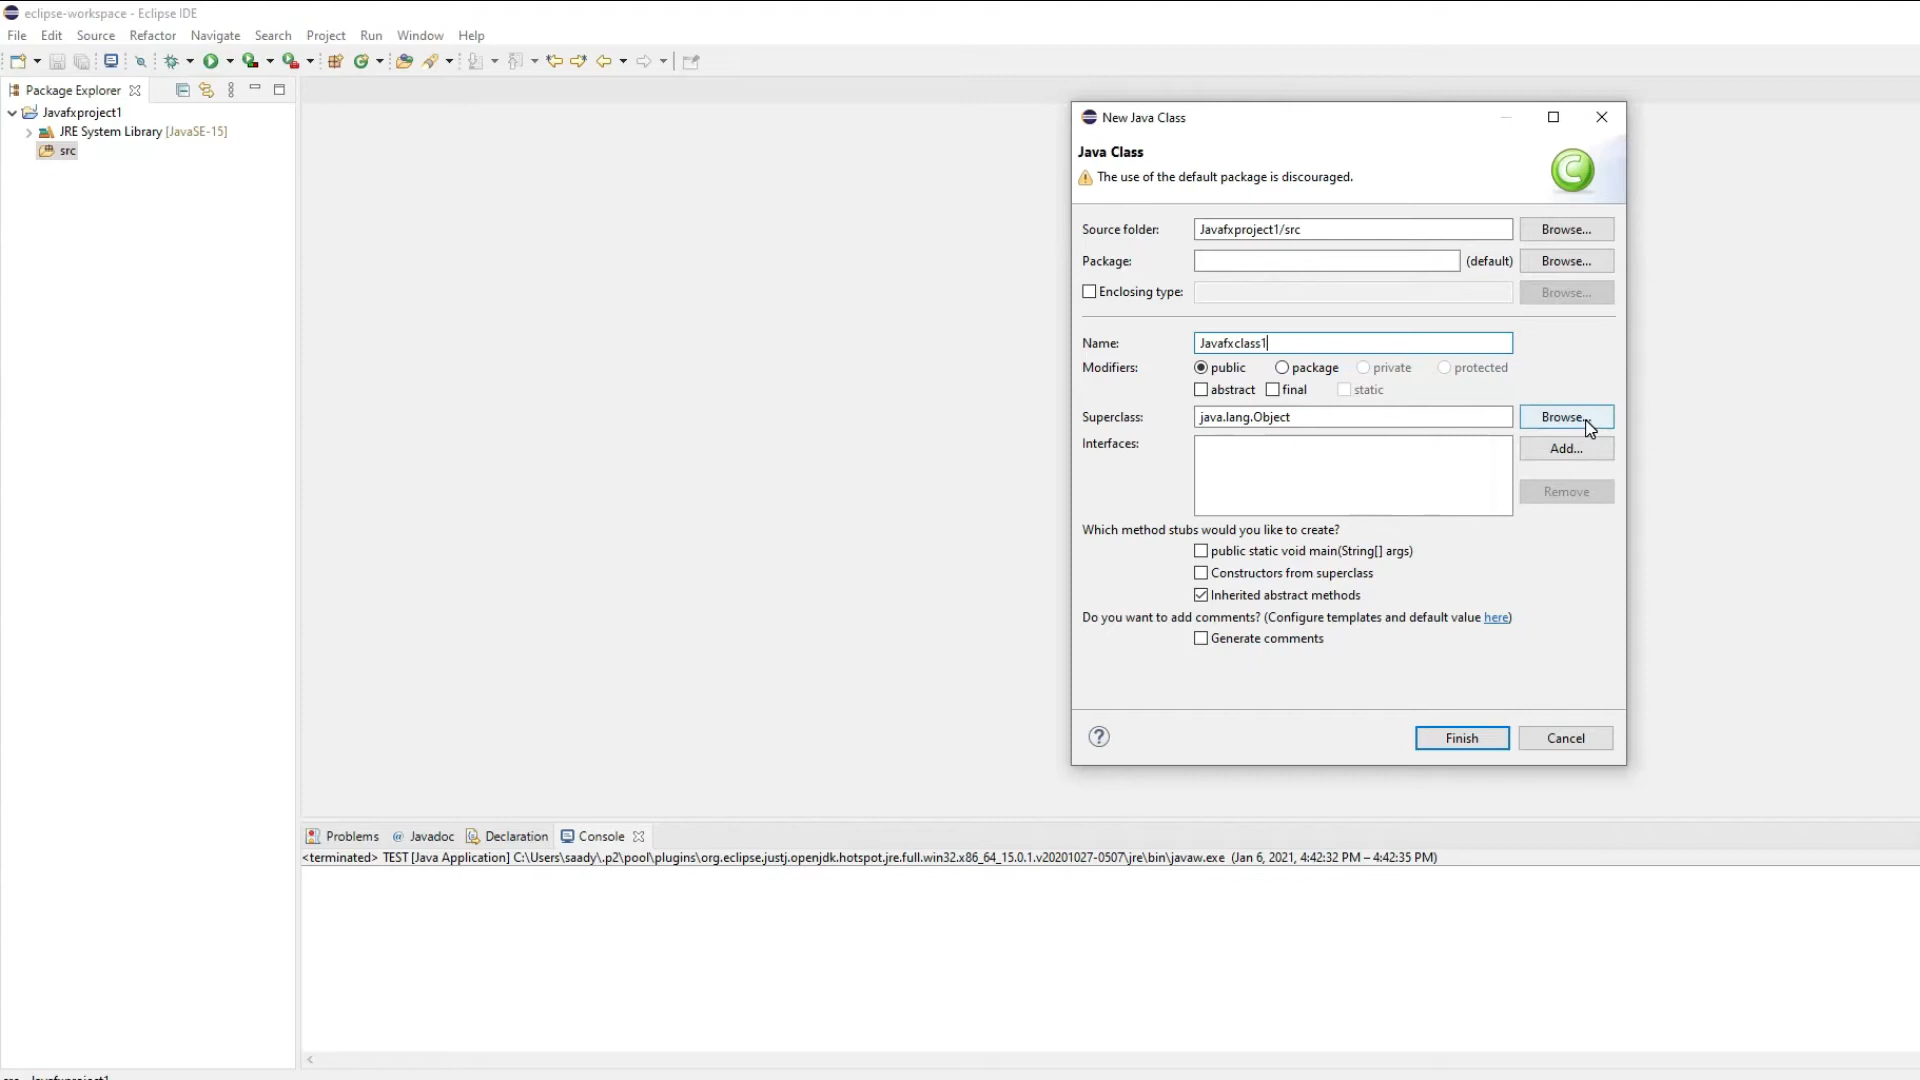 eclipse-workspace - Eclipse IDE
File Edit Source Refactor Navigate Search Project Run Window Help
Package Explorer
Javafxproject1
JRE System Library [JavaSE-15]
src
New Java Class
Java Class
The use of the default package is discouraged.
Source folder: Javafxproject1/src Browse...
Package: (default) Browse...
Enclosing type: Browse...
Name: Javafxclass1
Modifiers: public package private protected
abstract final static
Superclass: java.lang.Object Browse...
Interfaces: Add...
Remove
Which method stubs would you like to create?
public static void main(String[] args)
Constructors from superclass
Inherited abstract methods
Do you want to add comments? (Configure templates and default value here)
Generate comments
Finish Cancel
Problems @ Javadoc Declaration Console
<terminated> TEST [Java Application] C:\Users\saady\.p2\pool\plugins\org.eclipse.justj.openjdk.hotspot.jre.full.win32.x86_64_15.0.1.v20201027-0507\jre\bin\javaw.exe (Jan 6, 2021, 4:42:32 PM – 4:42:35 PM)